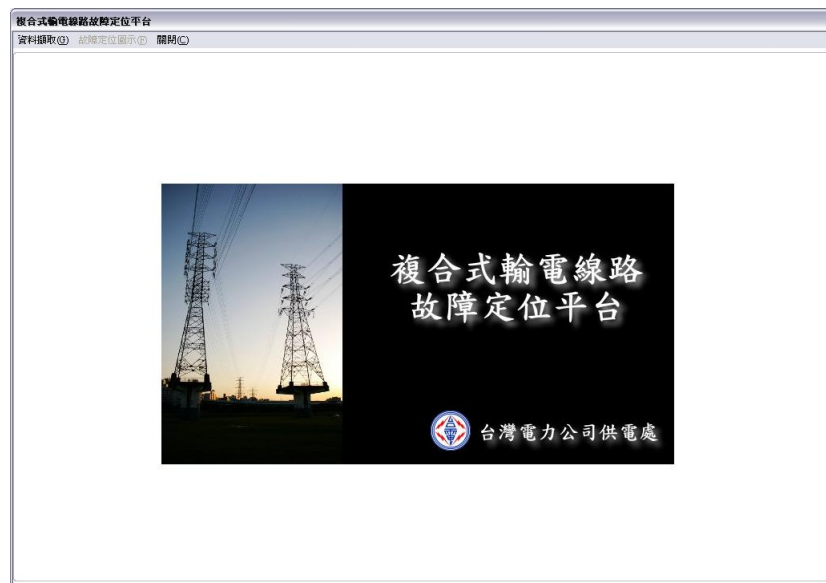 複合式輸電線路故障定位平台
資料擷取(G) 故障定位圖示(F) 關閉(C)
複合式輸電線路
故障定位平台
台灣電力公司供電處